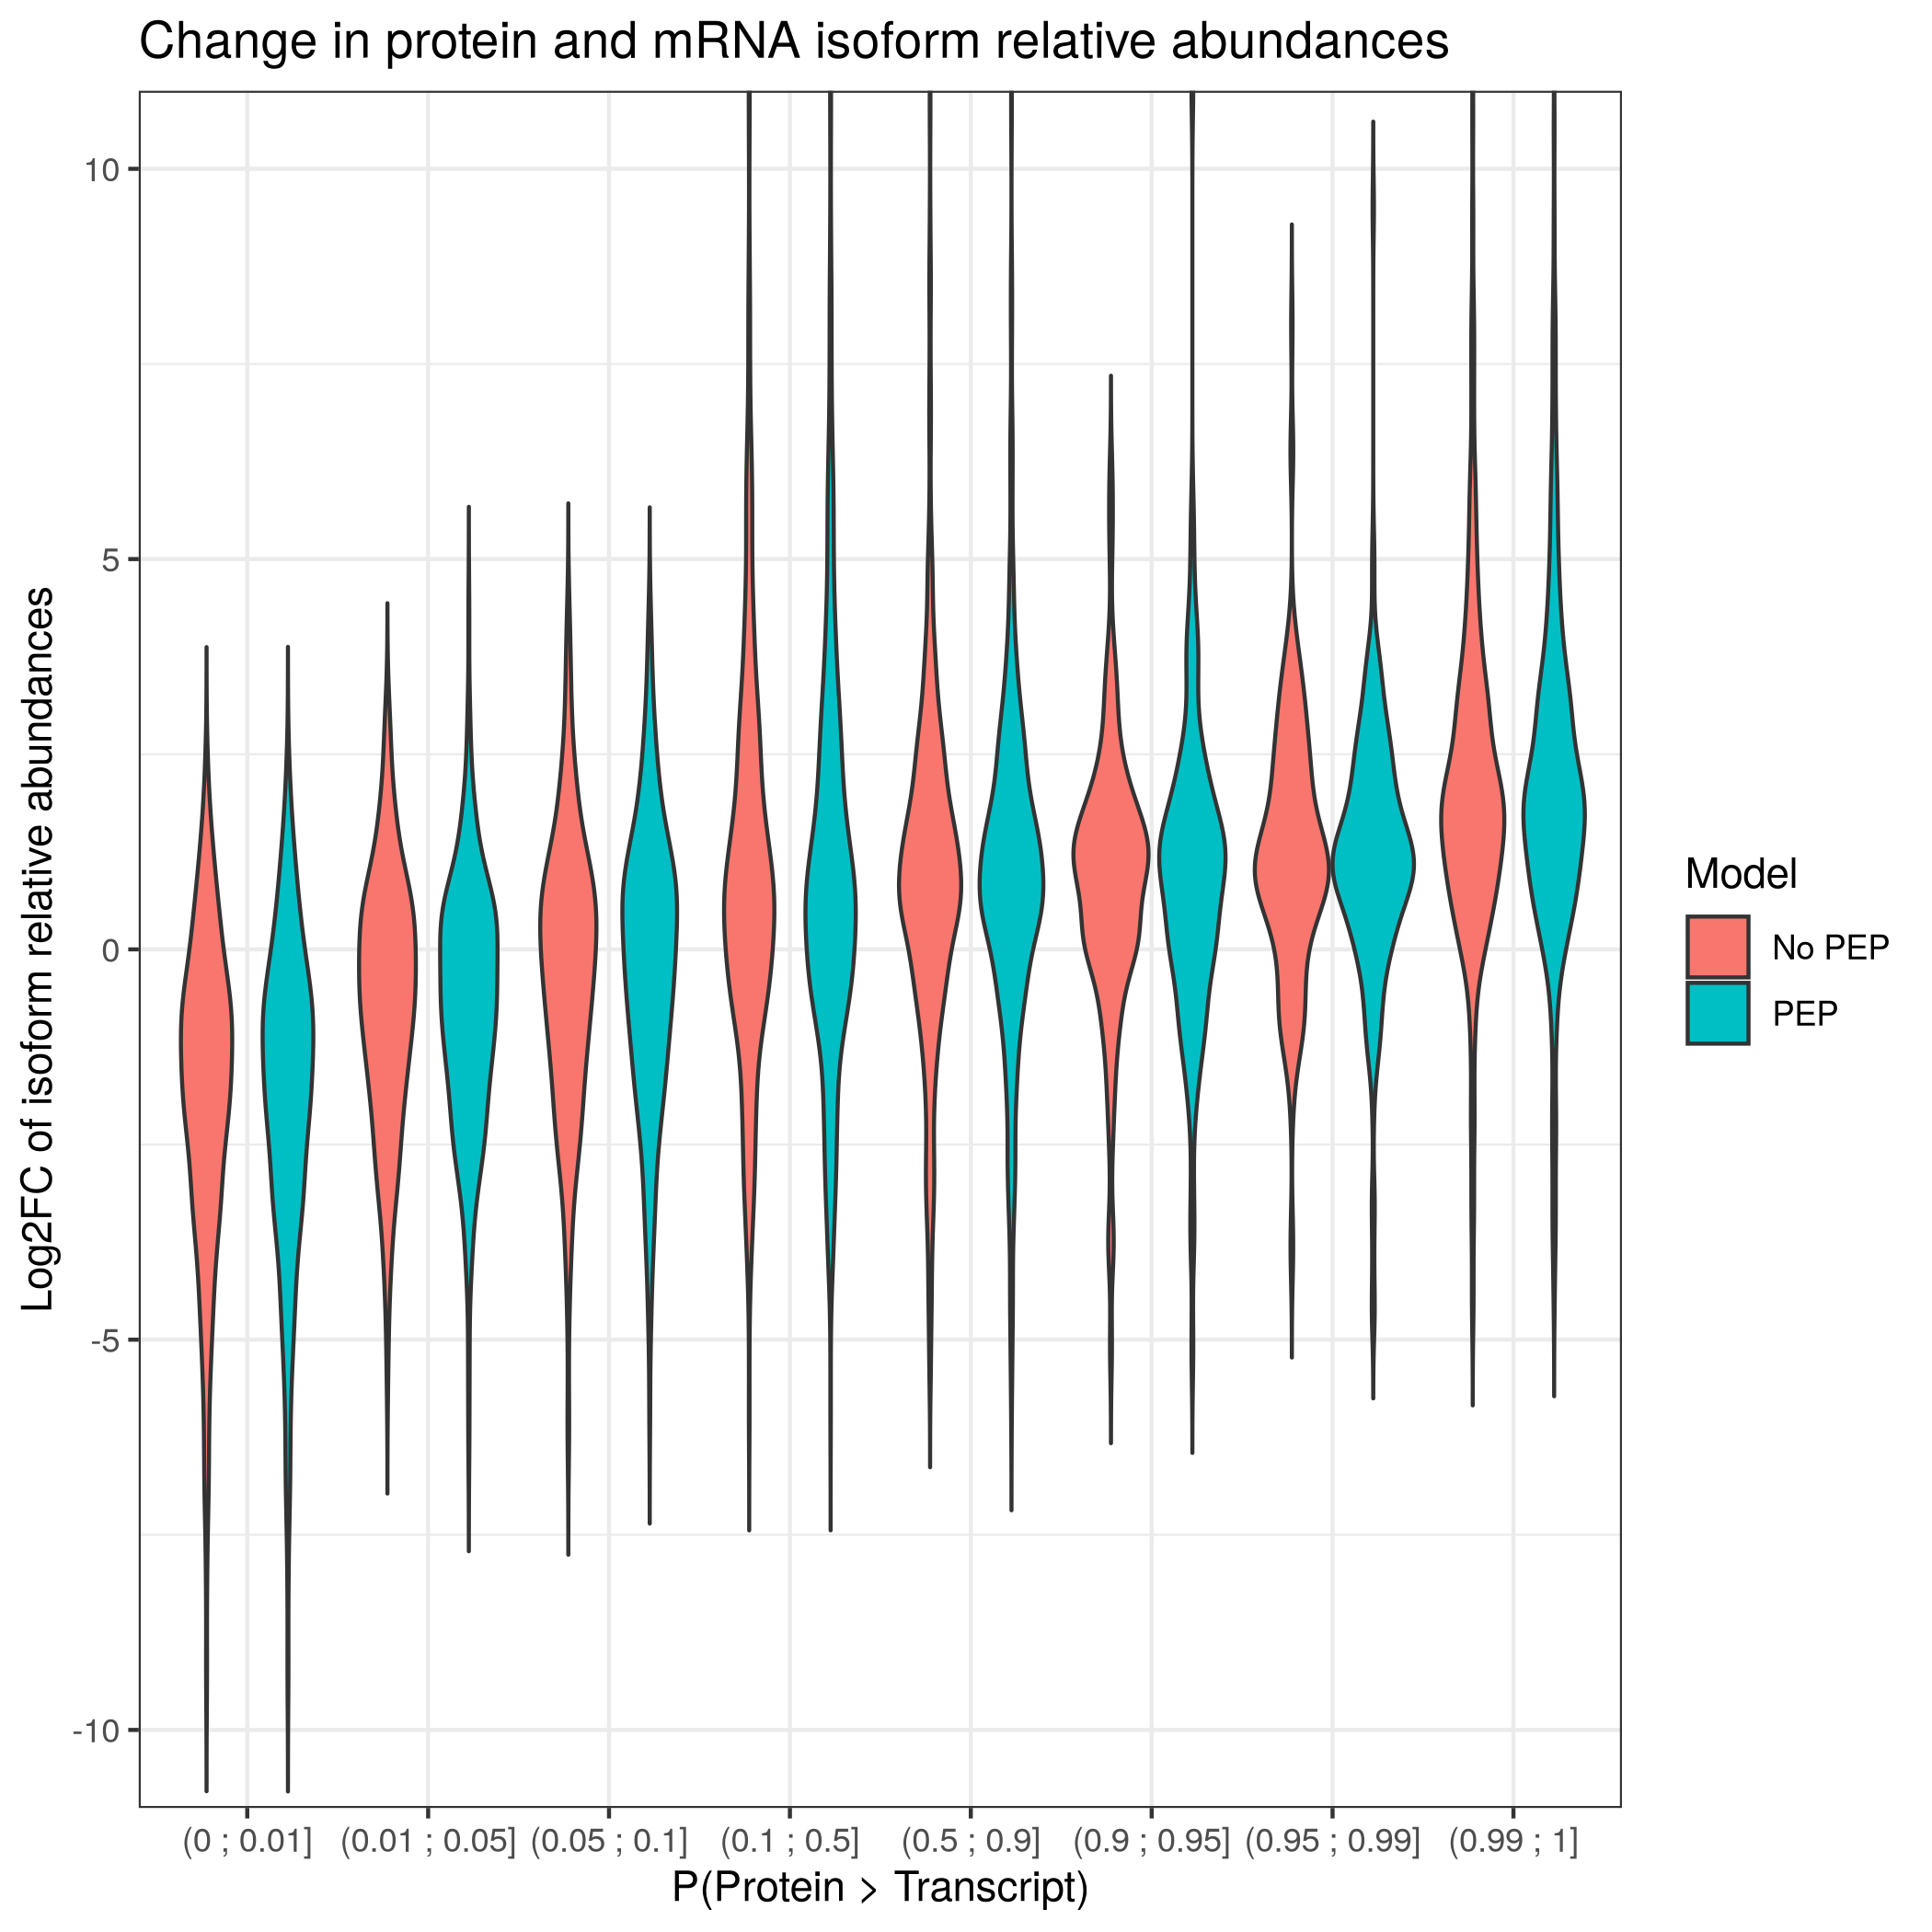 Change in protein and mRNA isoform relative abundances
Log2FC of isoform relative abundances
10
5
0
-5
-10
(0 ; 0.01]
(0.01 ; 0.05]
(0.05 ; 0.1]
(0.1 ; 0.5]
(0.5 ; 0.9]
(0.9 ; 0.95]
(0.95 ; 0.99]
(0.99 ; 1]
P(Protein > Transcript)
Model
No PEP
PEP